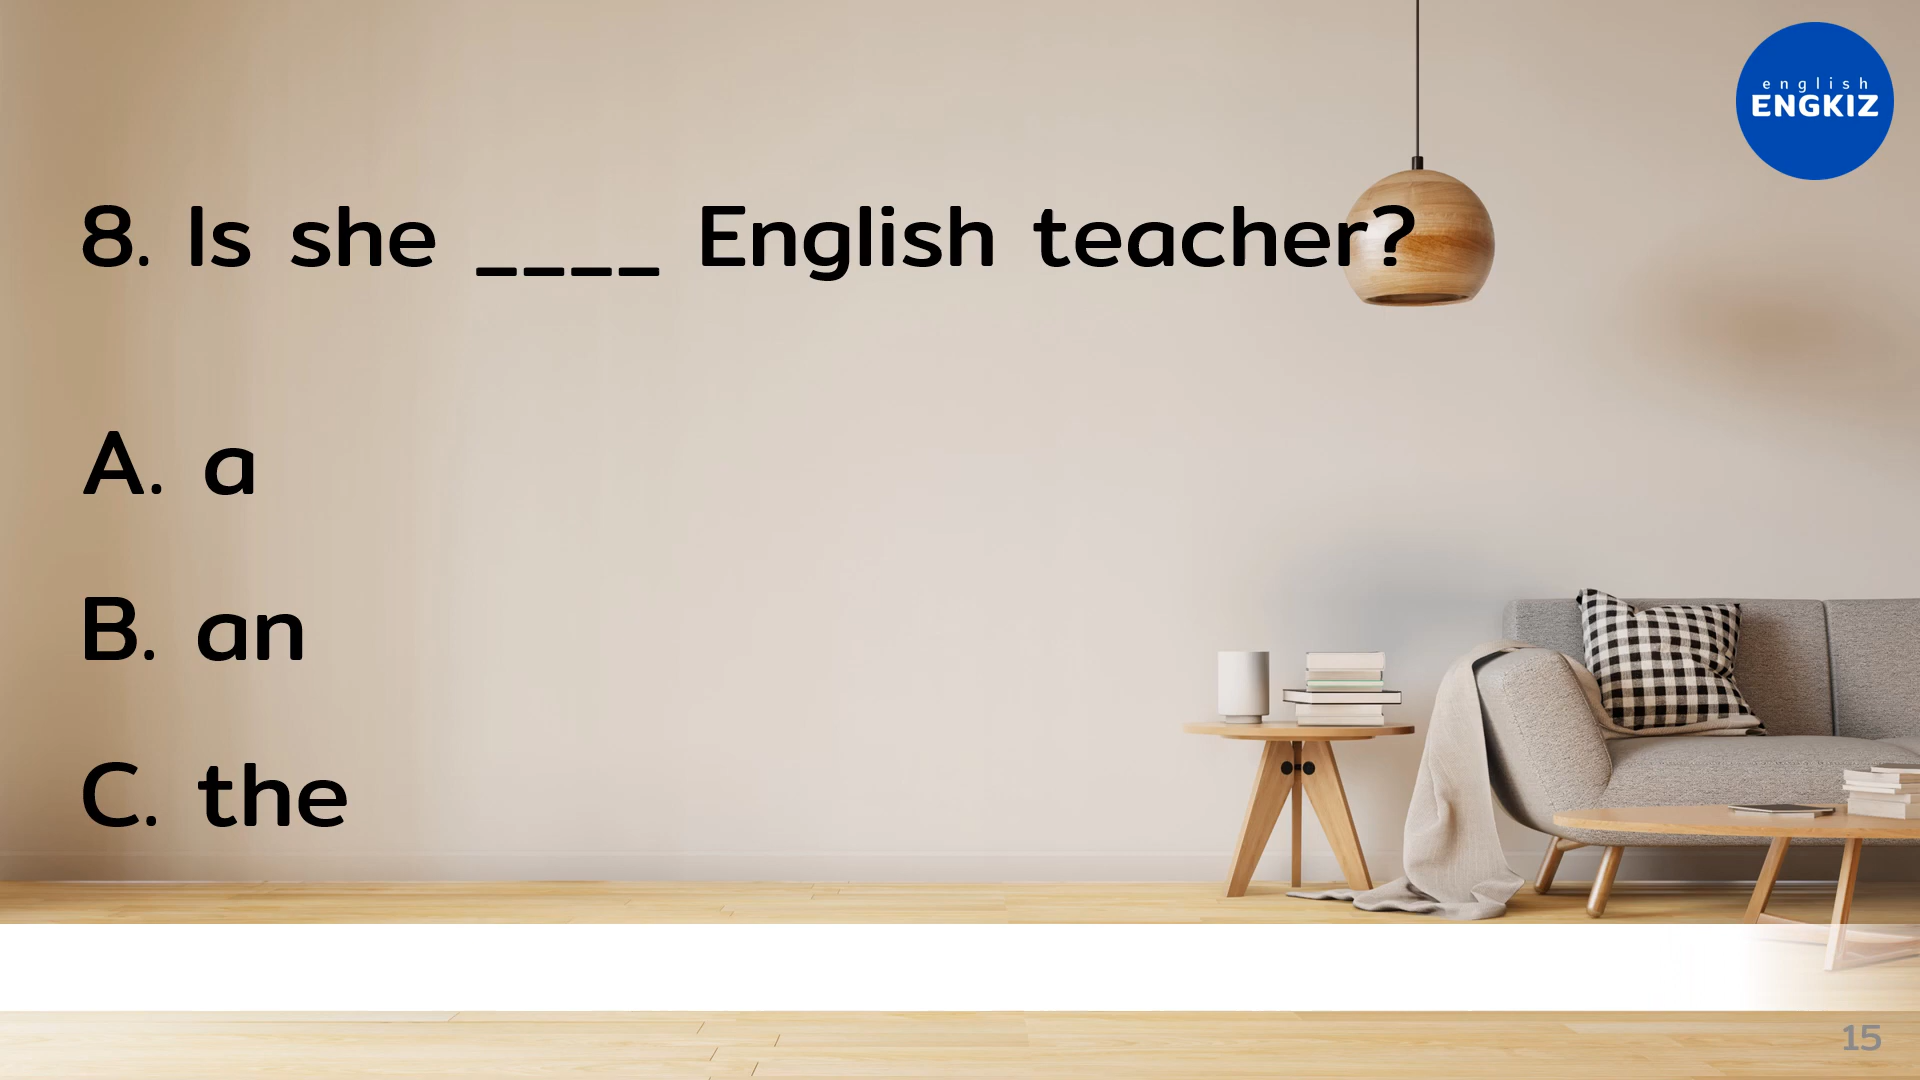 english
ENGKIZ
8. Is she ____ English teacher?
A. a
B. an
C. the
15